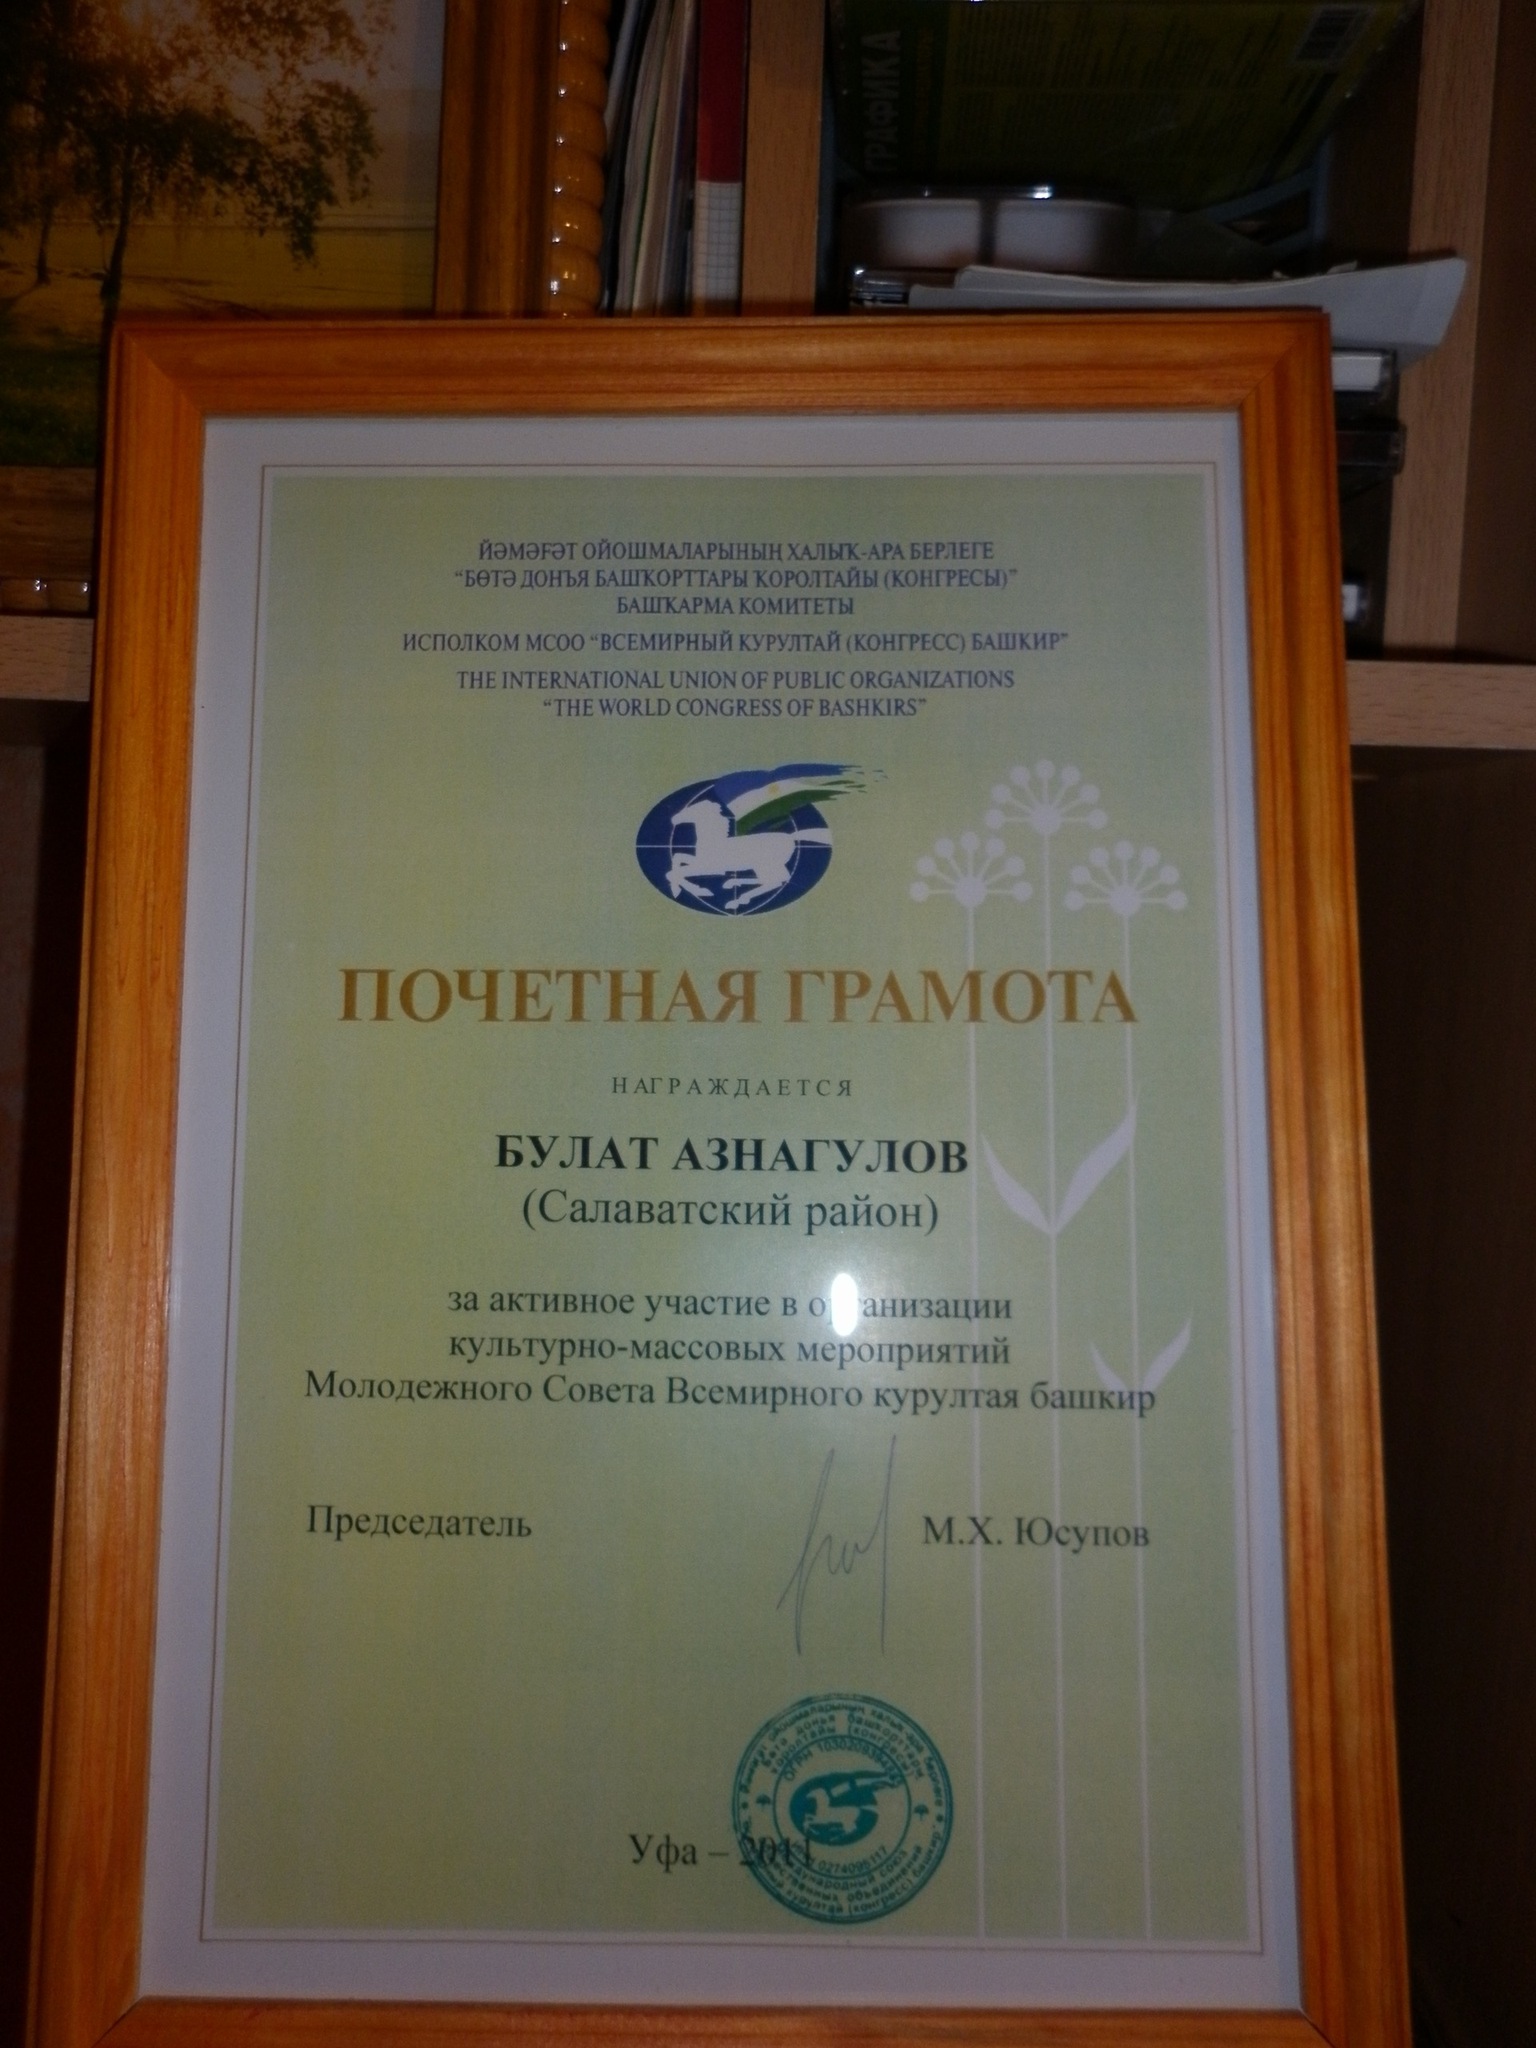 ГРАФИКА
ЙӘМӘҒӘТ ОЙОШМАЛАРЫНЫҢ ХАЛЫҠ-АРА БЕРЛЕГЕ
“БӨТӘ ДОНЪЯ БАШҠОРТТАРЫ ҠОРОЛТАЙЫ (КОНГРЕСЫ)”
БАШҠАРМА КОМИТЕТЫ
ИСПОЛКОМ МСОО “ВСЕМИРНЫЙ КУРУЛТАЙ (КОНГРЕСС) БАШКИР”
THE INTERNATIONAL UNION OF PUBLIC ORGANIZATIONS
“THE WORLD CONGRESS OF BASHKIRS”
ПОЧЕТНАЯ ГРАМОТА
НАГРАЖДАЕТСЯ
БУЛАТ АЗНАГУЛОВ
(Салаватский район)
за активное участие в организации
культурно-массовых мероприятий
Молодежного Совета Всемирного курултая башкир
Председатель М.Х. Юсупов
Уфа – 2011